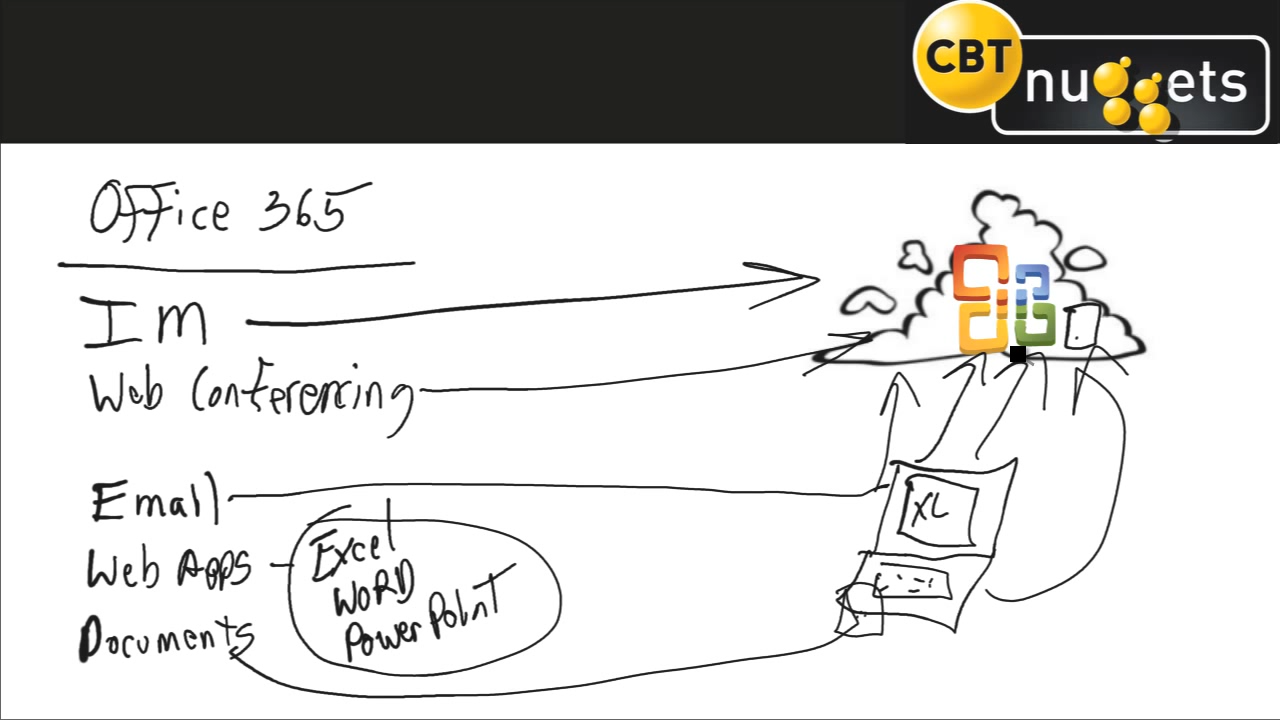 CBT nuggets
Office 365
Im
Web Conferencing
Email
Web Apps - Excel
WORD
PowerPoint
Documents
XL